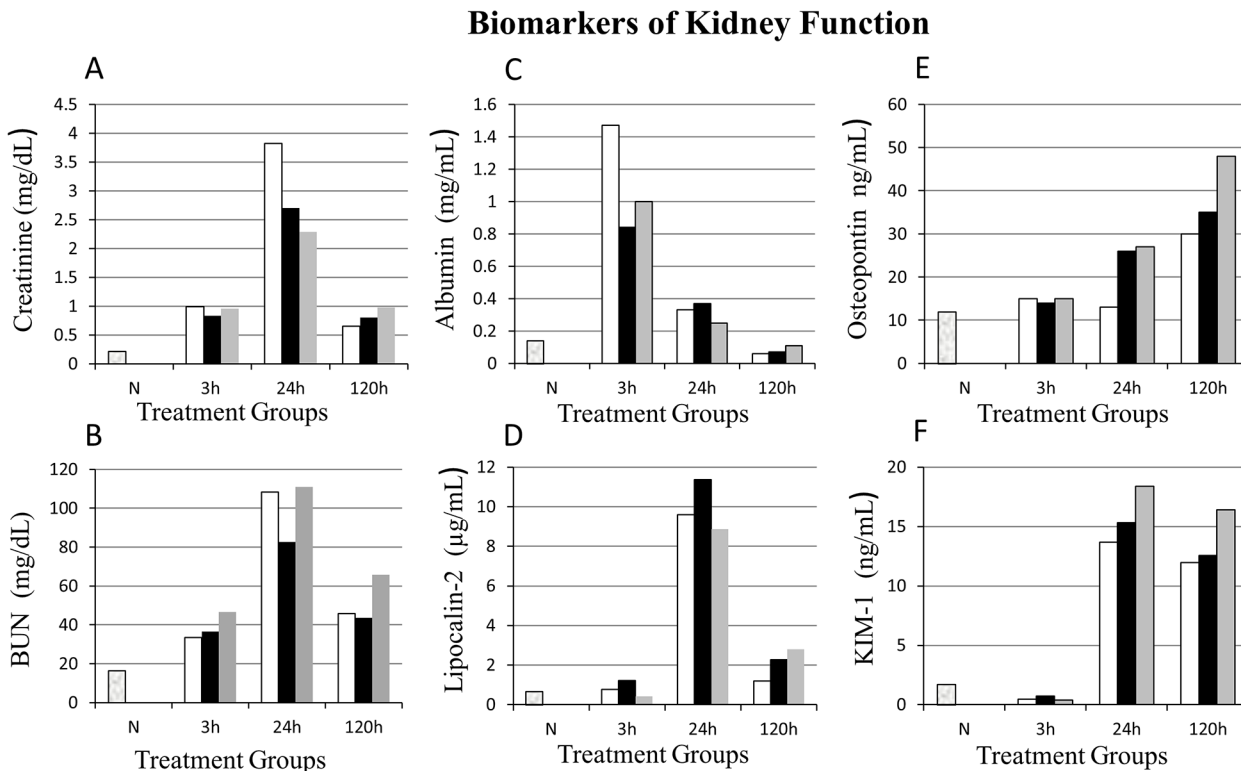 Biomarkers of Kidney Function
A
Creatinine (mg/dL)
4.5
4
3.5
3
2.5
2
1.5
1
0.5
0
N 3h 24h 120h
Treatment Groups
C
Albumin (mg/mL)
1.6
1.4
1.2
1
0.8
0.6
0.4
0.2
0
N 3h 24h 120h
Treatment Groups
E
Osteopontin ng/mL)
60
50
40
30
20
10
0
N 3h 24h 120h
Treatment Groups
B
BUN (mg/dL)
120
100
80
60
40
20
0
N 3h 24h 120h
Treatment Groups
D
Lipocalin-2 (µg/mL)
12
10
8
6
4
2
0
N 3h 24h 120h
Treatment Groups
F
KIM-1 (ng/mL)
20
15
10
5
0
N 3h 24h 120h
Treatment Groups